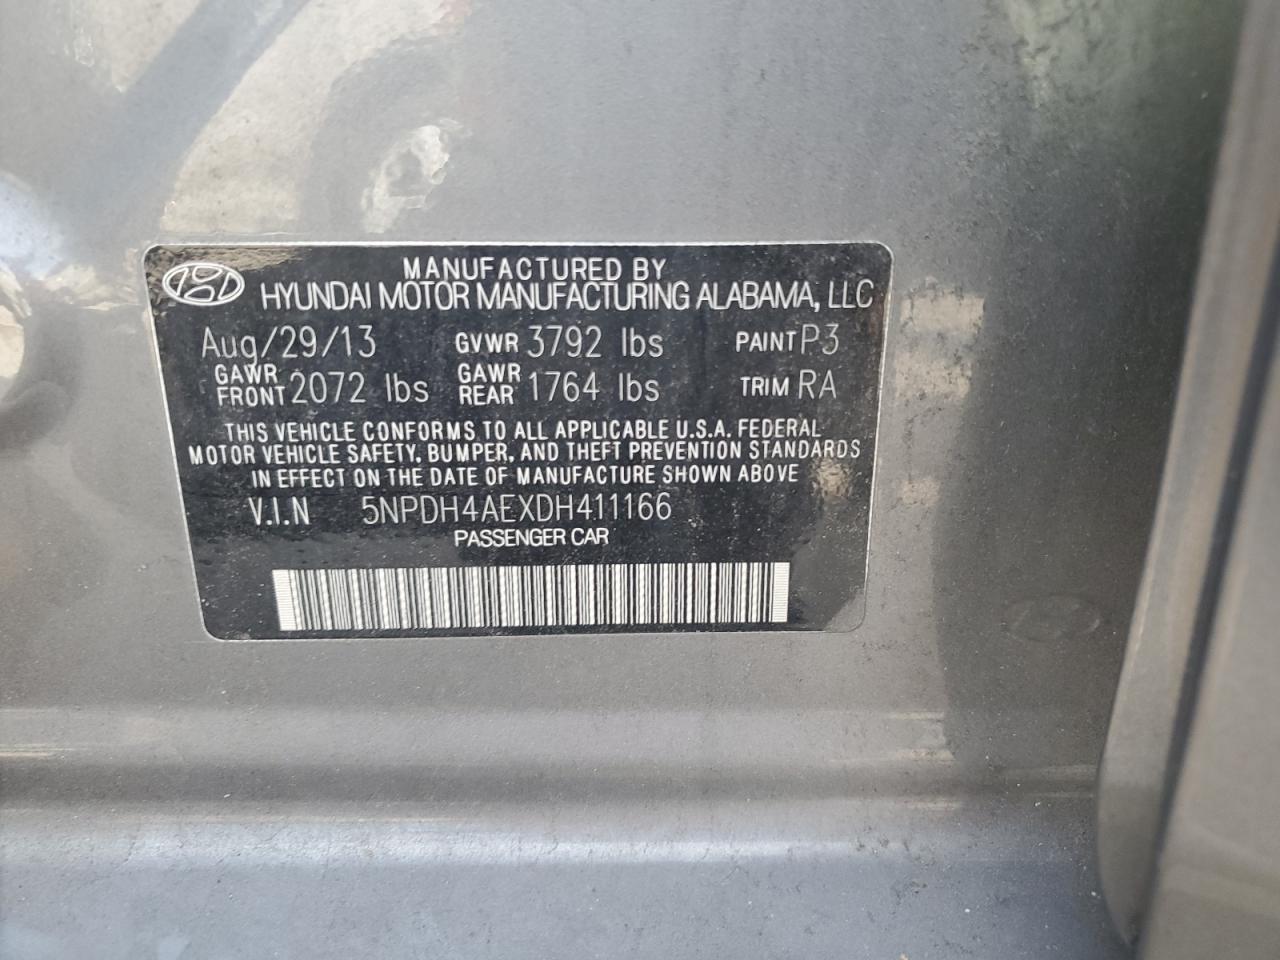 MANUFACTURED BY
HYUNDAI MOTOR MANUFACTURING ALABAMA, LLC
Aug/29/13 GVWR 3792 lbs PAINT P3
GAWR FRONT 2072 lbs GAWR REAR 1764 lbs TRIM RA
THIS VEHICLE CONFORMS TO ALL APPLICABLE U.S.A. FEDERAL
MOTOR VEHICLE SAFETY, BUMPER, AND THEFT PREVENTION STANDARDS
IN EFFECT ON THE DATE OF MANUFACTURE SHOWN ABOVE
V.I.N 5NPDH4AEXDH411166
PASSENGER CAR